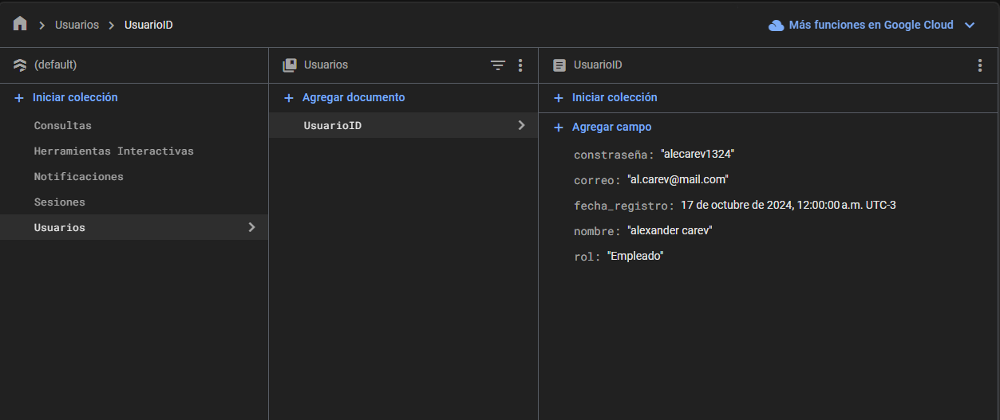 Usuarios UsuarioID
Más funciones en Google Cloud
(default)
Usuarios
UsuarioID
+ Iniciar colección
+ Agregar documento
+ Iniciar colección
Consultas
Herramientas Interactivas
Notificaciones
Sesiones
Usuarios
UsuarioID
+ Agregar campo
constraseña: "alecarev1324"
correo: "al.carev@mail.com"
fecha_registro: 17 de octubre de 2024, 12:00:00 a.m. UTC-3
nombre: "alexander carev"
rol: "Empleado"